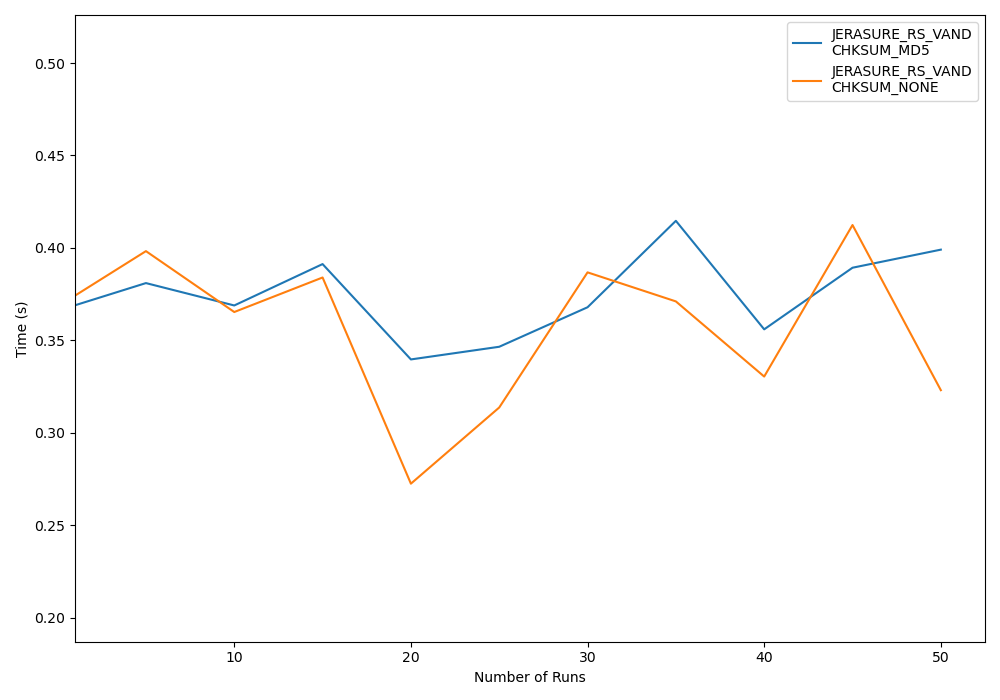 JERASURE_RS_VAND
CHKSUM_MD5
JERASURE_RS_VAND
CHKSUM_NONE
0.50
0.45
0.40
0.35
0.30
0.25
0.20
Time (s)
10 20 30 40 50
Number of Runs